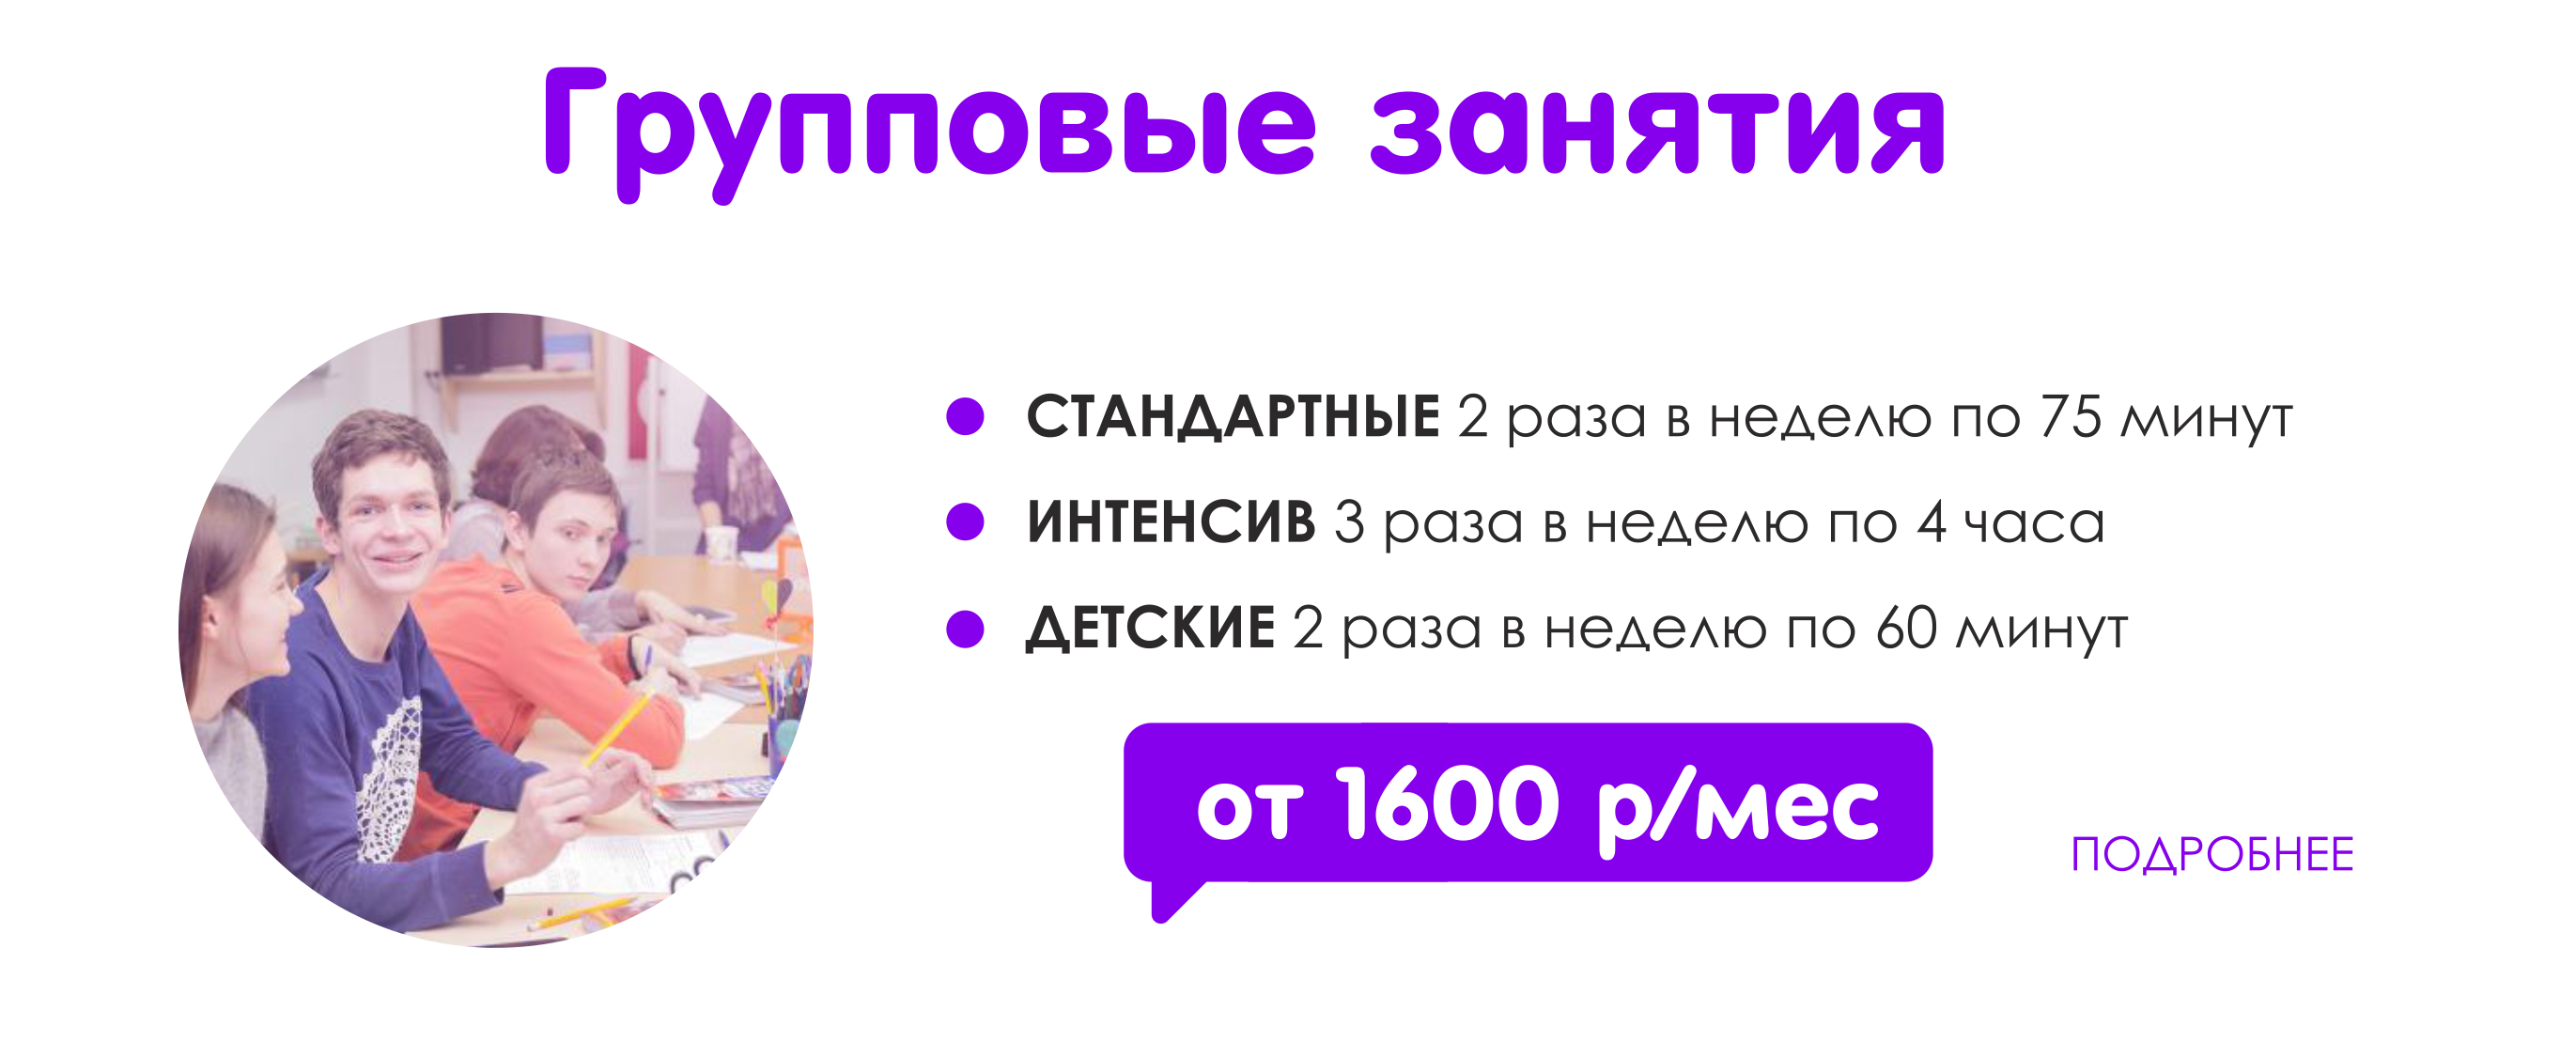 Групповые занятия
СТАНДАРТНЫЕ 2 раза в неделю по 75 минут
ИНТЕНСИВ 3 раза в неделю по 4 часа
ДЕТСКИЕ 2 раза в неделю по 60 минут
от 1600 р/мес
ПОДРОБНЕЕ